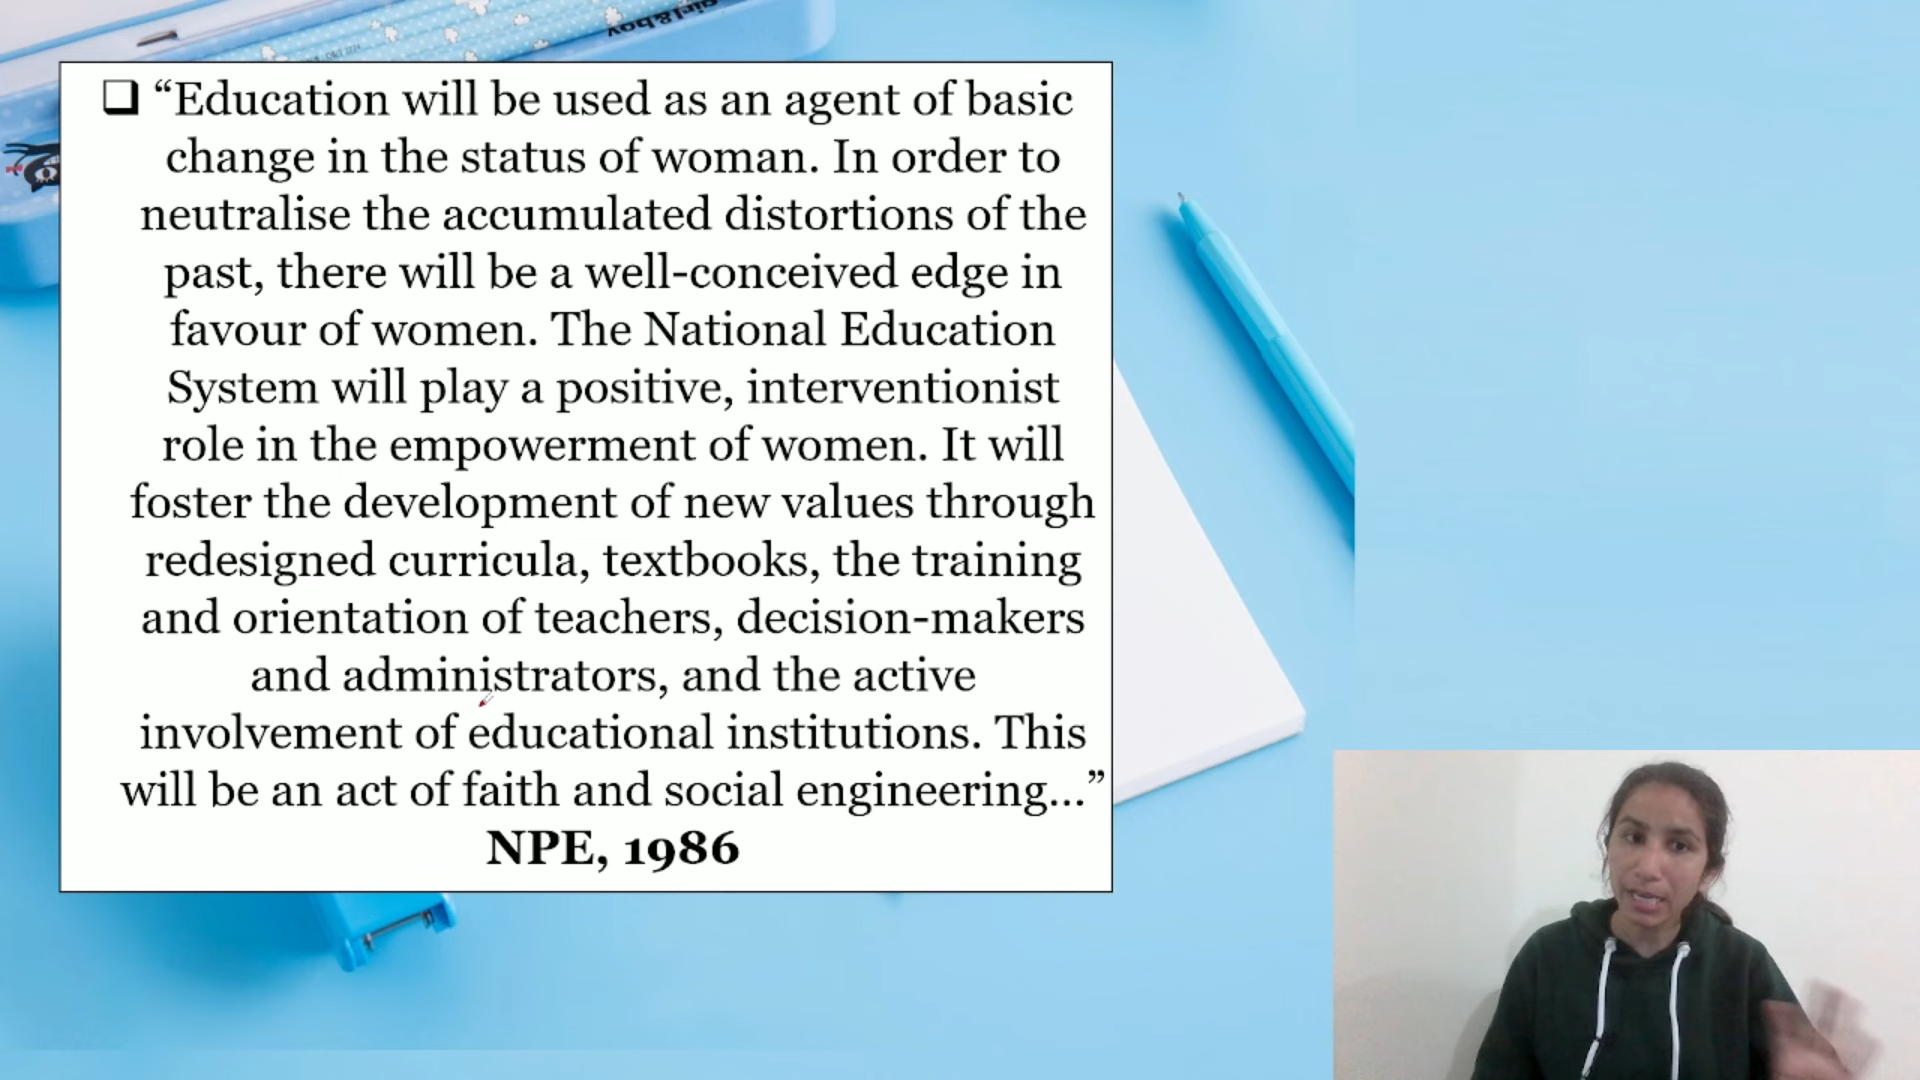 girl&boy
❑ “Education will be used as an agent of basic
change in the status of woman. In order to
neutralise the accumulated distortions of the
past, there will be a well-conceived edge in
favour of women. The National Education
System will play a positive, interventionist
role in the empowerment of women. It will
foster the development of new values through
redesigned curricula, textbooks, the training
and orientation of teachers, decision-makers
and administrators, and the active
involvement of educational institutions. This
will be an act of faith and social engineering...”
NPE, 1986